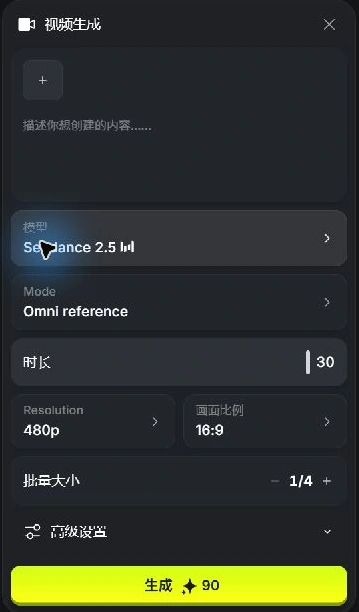 视频生成
描述你想创建的内容......
模型
2.5
Mode
Omni reference
时长 30
Resolution
480p
画面比例
16:9
批量大小 1/4
高级设置
生成 90